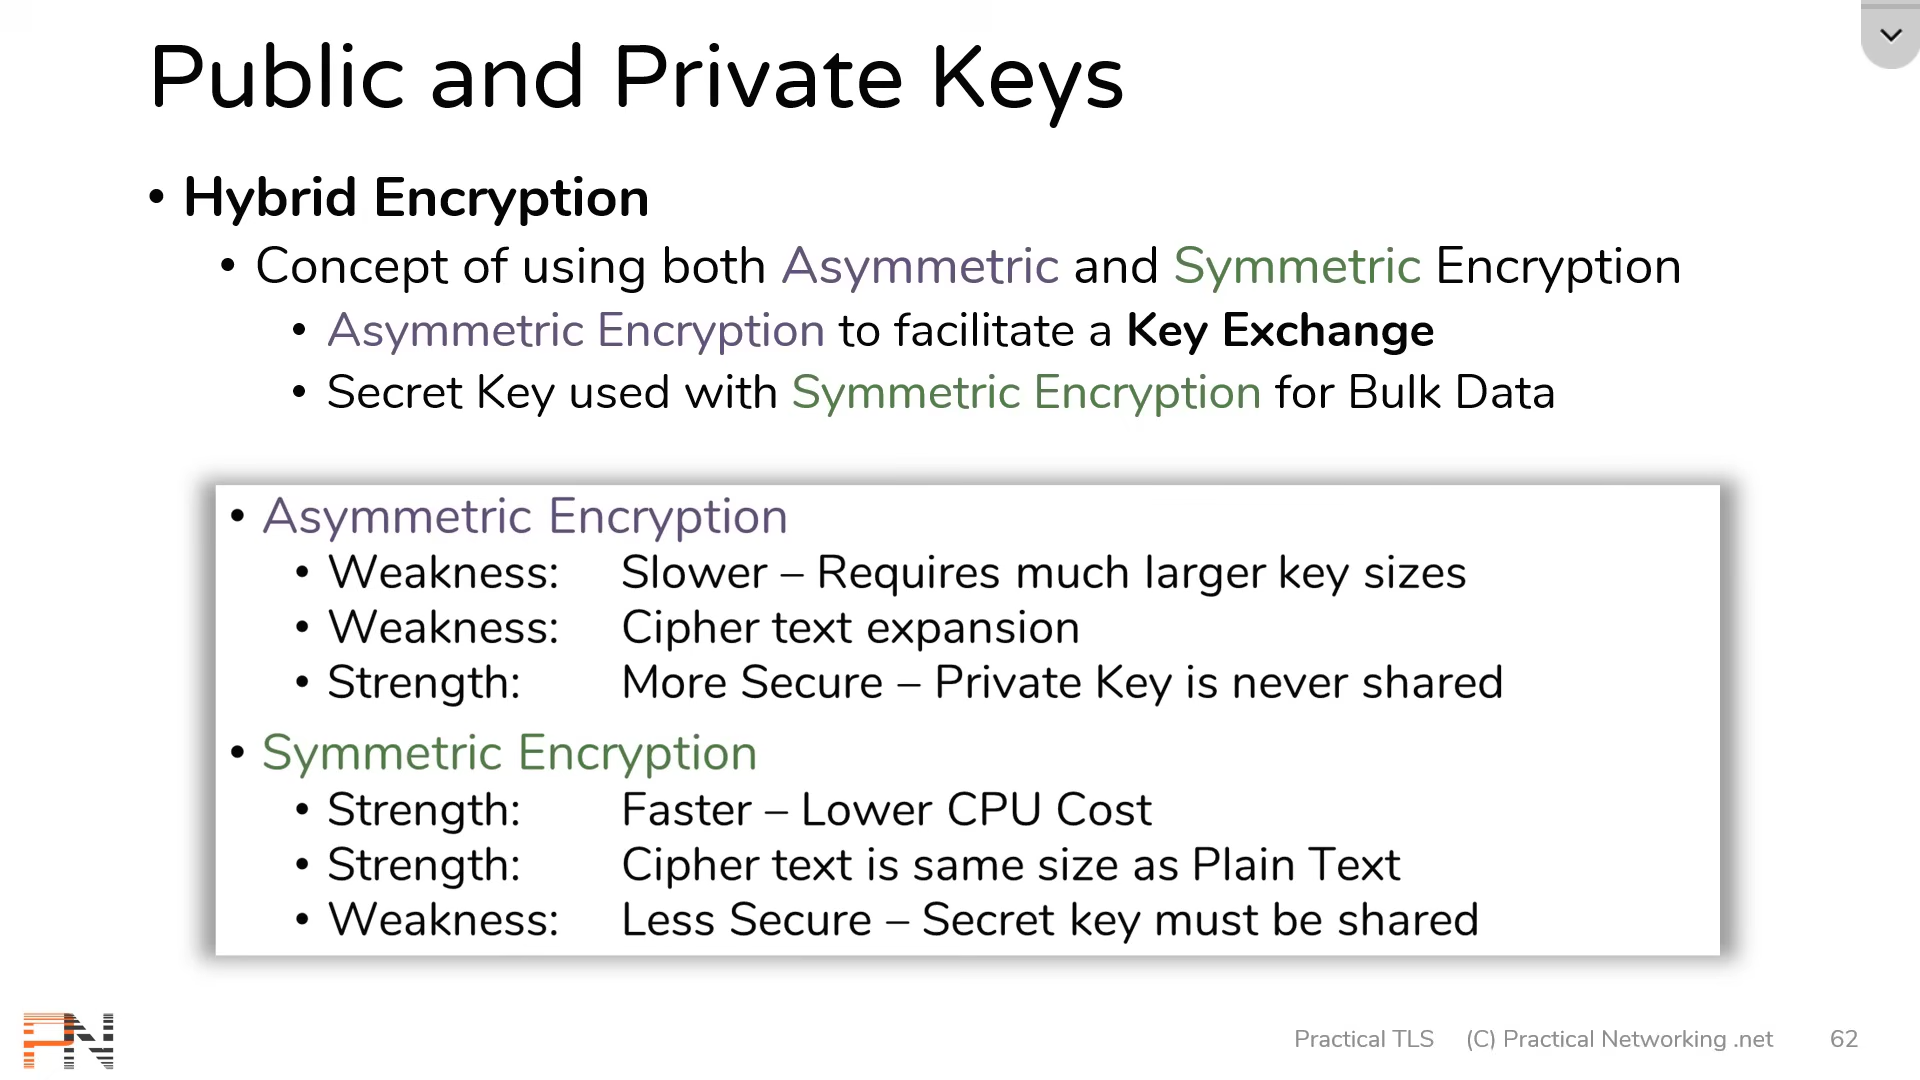 Public and Private Keys
• Hybrid Encryption
• Concept of using both Asymmetric and Symmetric Encryption
• Asymmetric Encryption to facilitate a Key Exchange
• Secret Key used with Symmetric Encryption for Bulk Data
• Asymmetric Encryption
• Weakness: Slower – Requires much larger key sizes
• Weakness: Cipher text expansion
• Strength: More Secure – Private Key is never shared
• Symmetric Encryption
• Strength: Faster – Lower CPU Cost
• Strength: Cipher text is same size as Plain Text
• Weakness: Less Secure – Secret key must be shared
PN
Practical TLS (C) Practical Networking .net 62